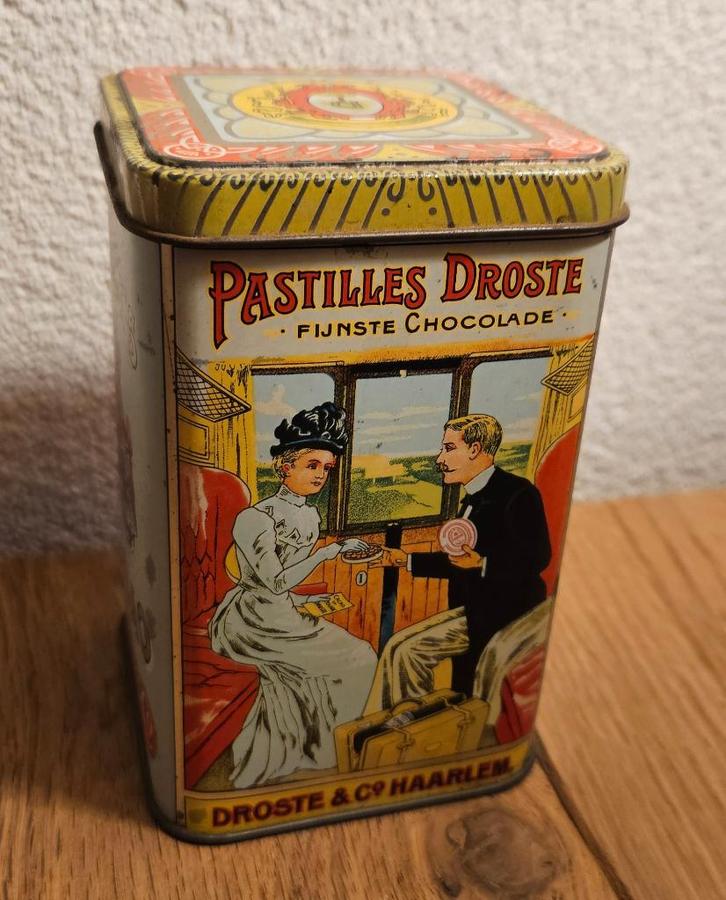 PASTILLES DROSTE
· FIJNSTE CHOCOLADE ·
DROSTE & Cº HAARLEM.